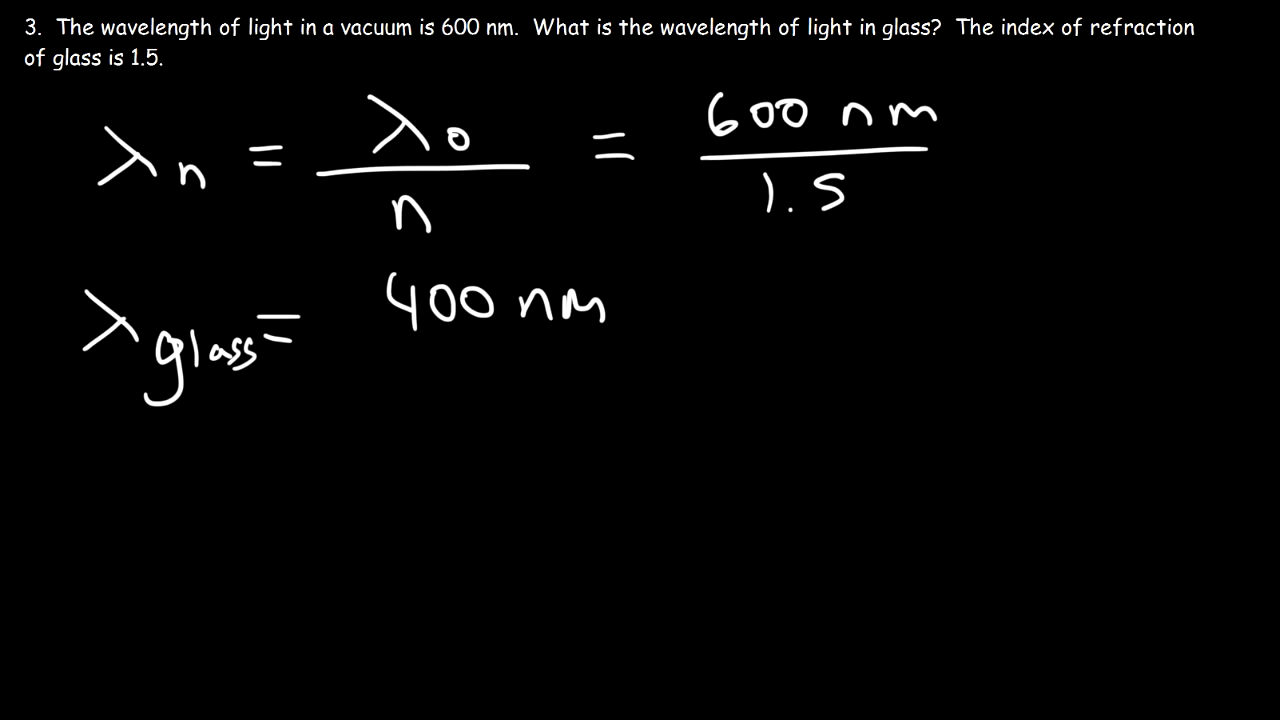 3. The wavelength of light in a vacuum is 600 nm. What is the wavelength of light in glass? The index of refraction
of glass is 1.5.
λn = λ0 / n = 600 nm / 1.5
λglass = 400 nm